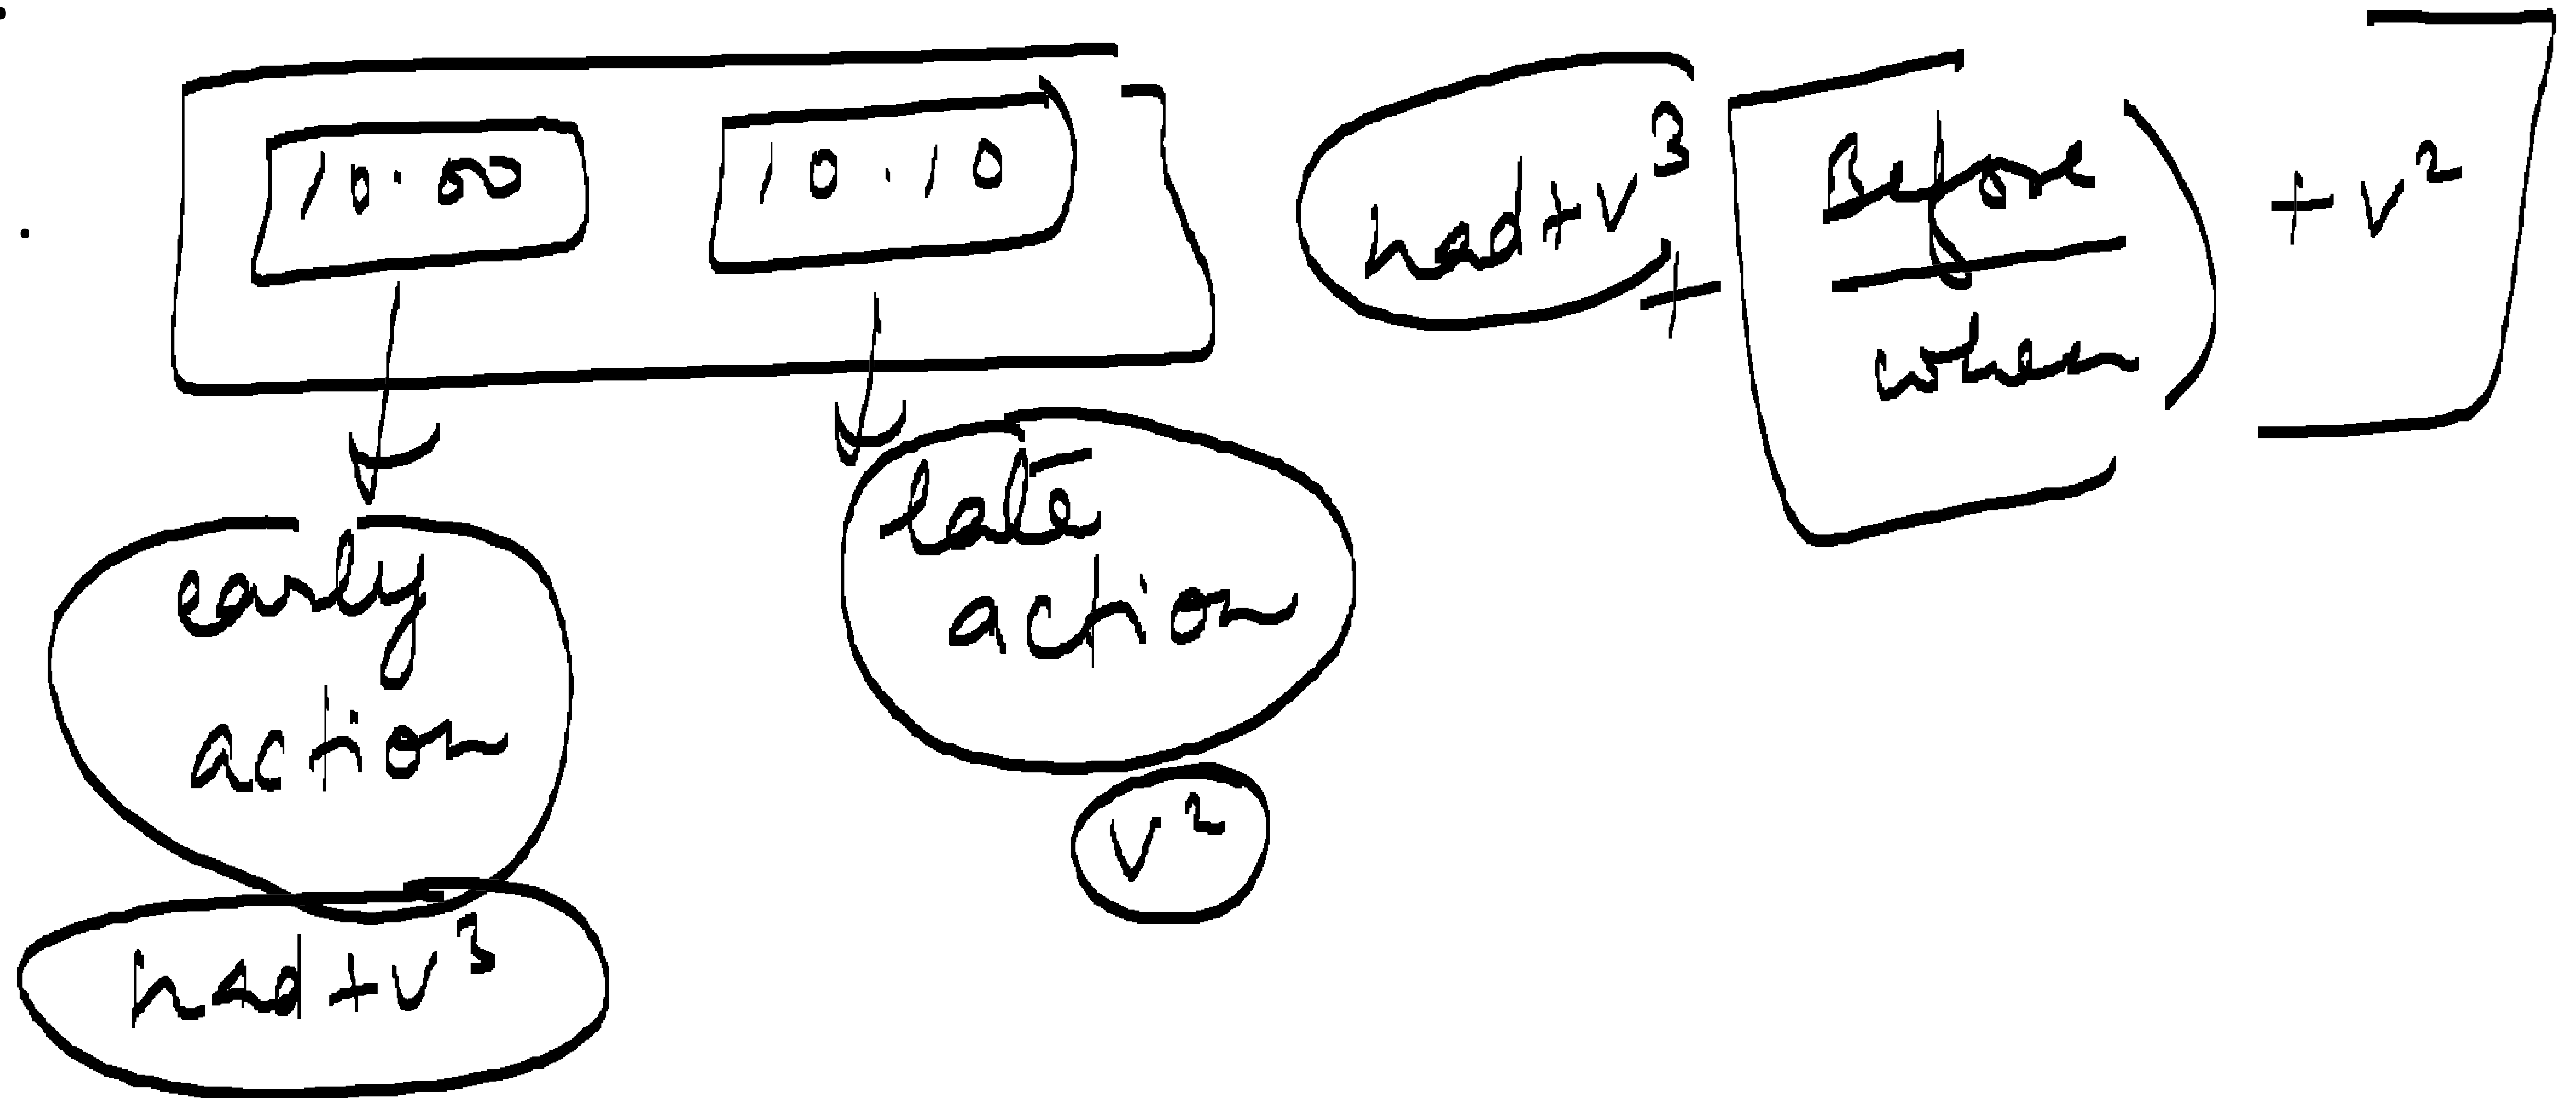 10.00 10.10
had+v³ + Before + v²
when
early
action
late
action
v²
had+v³